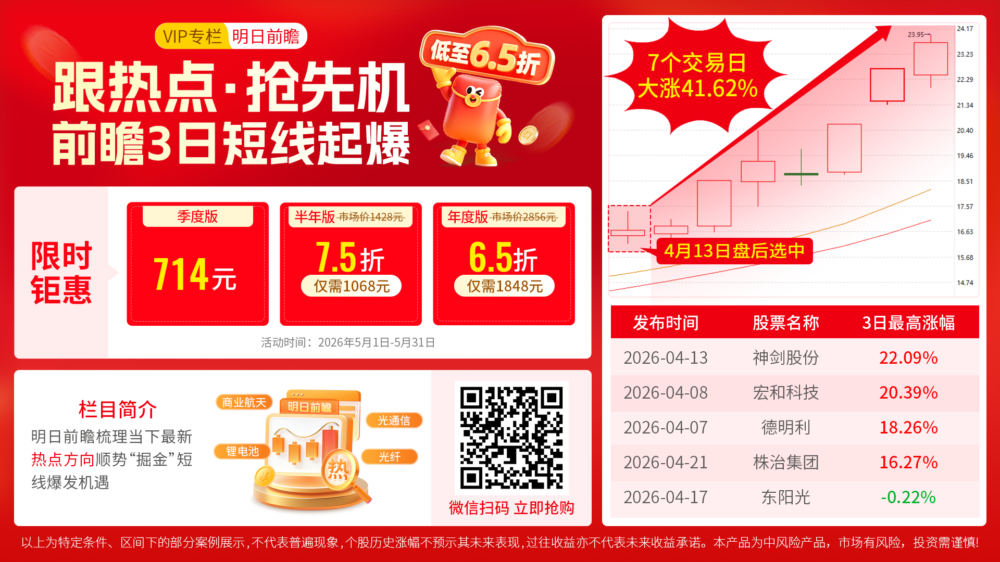 VIP专栏 明日前瞻
跟热点·抢先机
前瞻3日短线起爆
低至6.5折
限时
钜惠
季度版
714元
半年版 市场价1428元
7.5折
仅需1068元
年度版 市场价2856元
6.5折
仅需1848元
活动时间：2026年5月1日-5月31日
栏目简介
明日前瞻梳理当下最新
热点方向顺势“掘金”短
线爆发机遇
商业航天
明日前瞻
光通信
锂电池
光纤
热
¥
微信扫码 立即抢购
7个交易日
大涨41.62%
23.95
4月13日盘后选中
24.17
23.23
22.29
21.34
20.40
19.46
18.51
17.57
16.63
15.68
14.74
发布时间 股票名称 3日最高涨幅
2026-04-13 神剑股份 22.09%
2026-04-08 宏和科技 20.39%
2026-04-07 德明利 18.26%
2026-04-21 株治集团 16.27%
2026-04-17 东阳光 -0.22%
以上为特定条件、区间下的部分案例展示,不代表普遍现象,个股历史涨幅不预示其未来表现,过往收益亦不代表未来收益承诺。本产品为中风险产品，市场有风险，投资需谨慎!